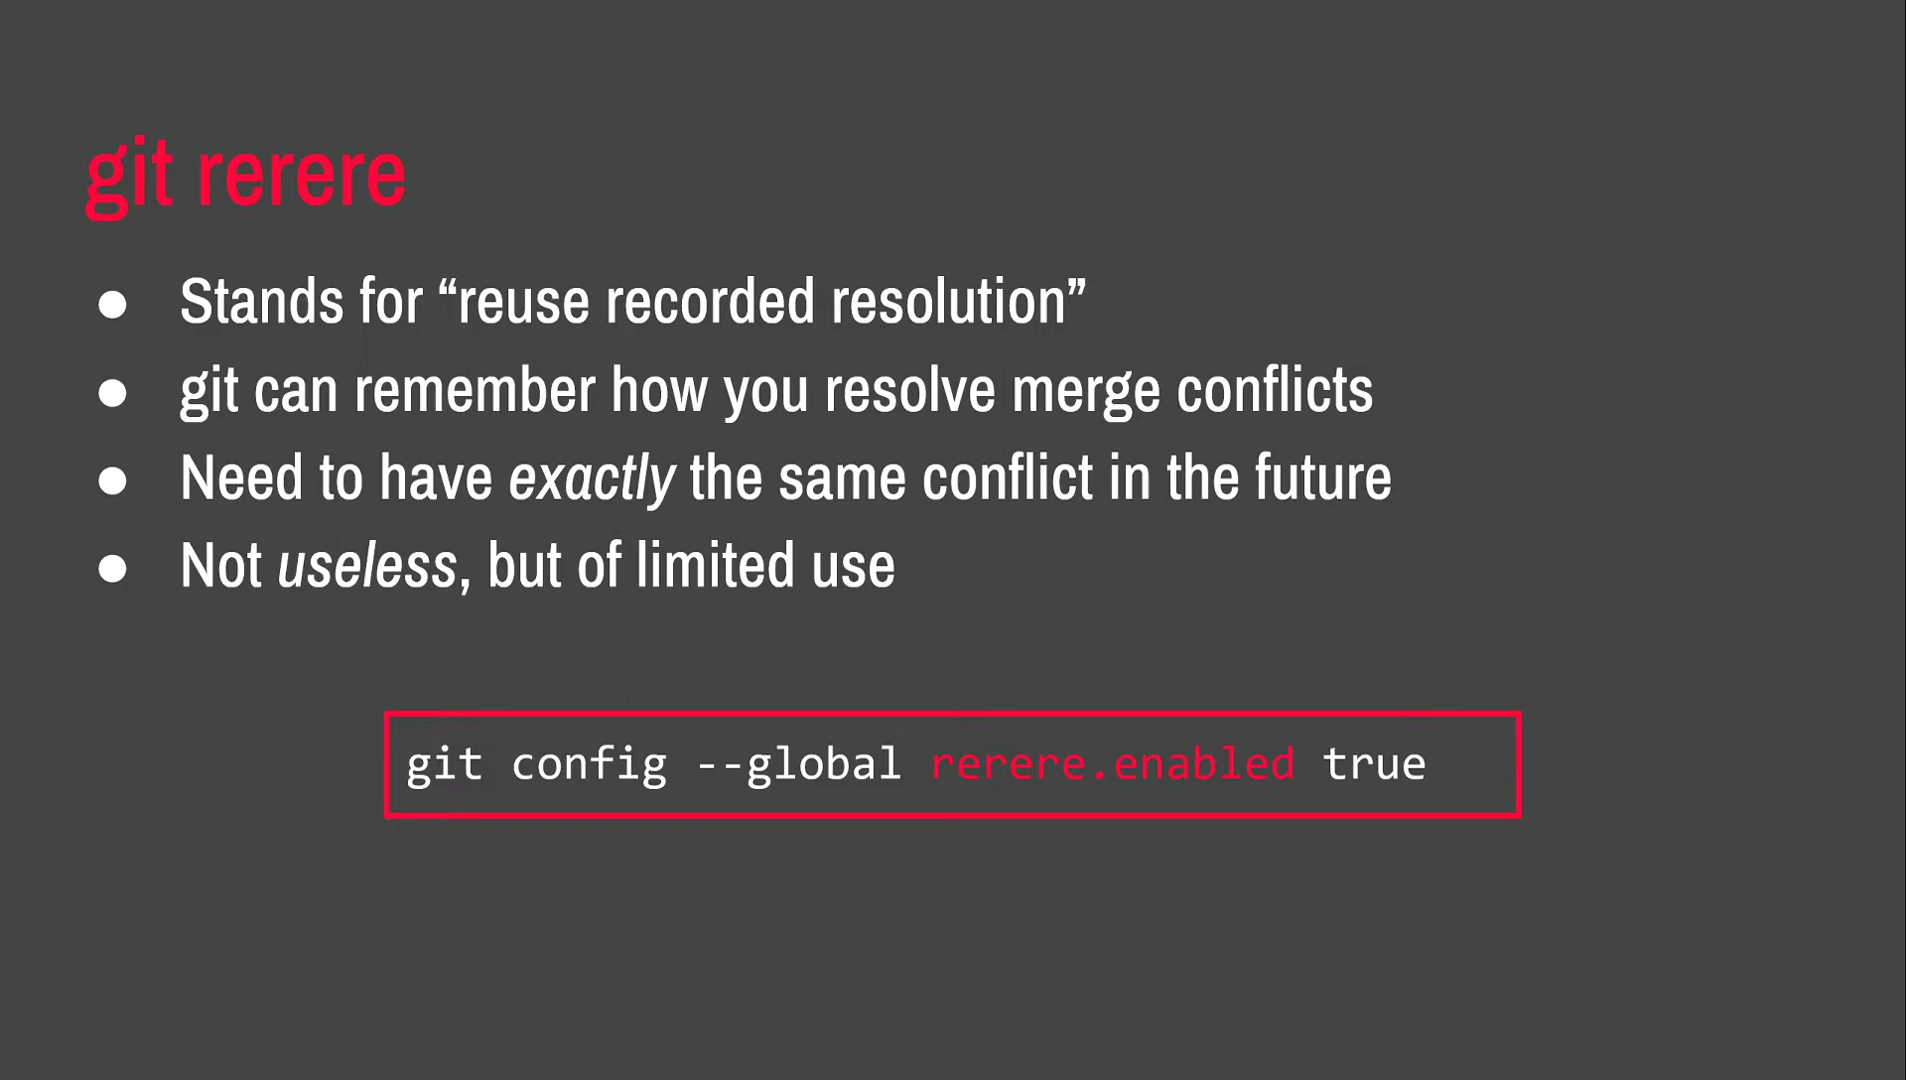 git rerere
● Stands for “reuse recorded resolution”
● git can remember how you resolve merge conflicts
● Need to have exactly the same conflict in the future
● Not useless, but of limited use
git config --global rerere.enabled true